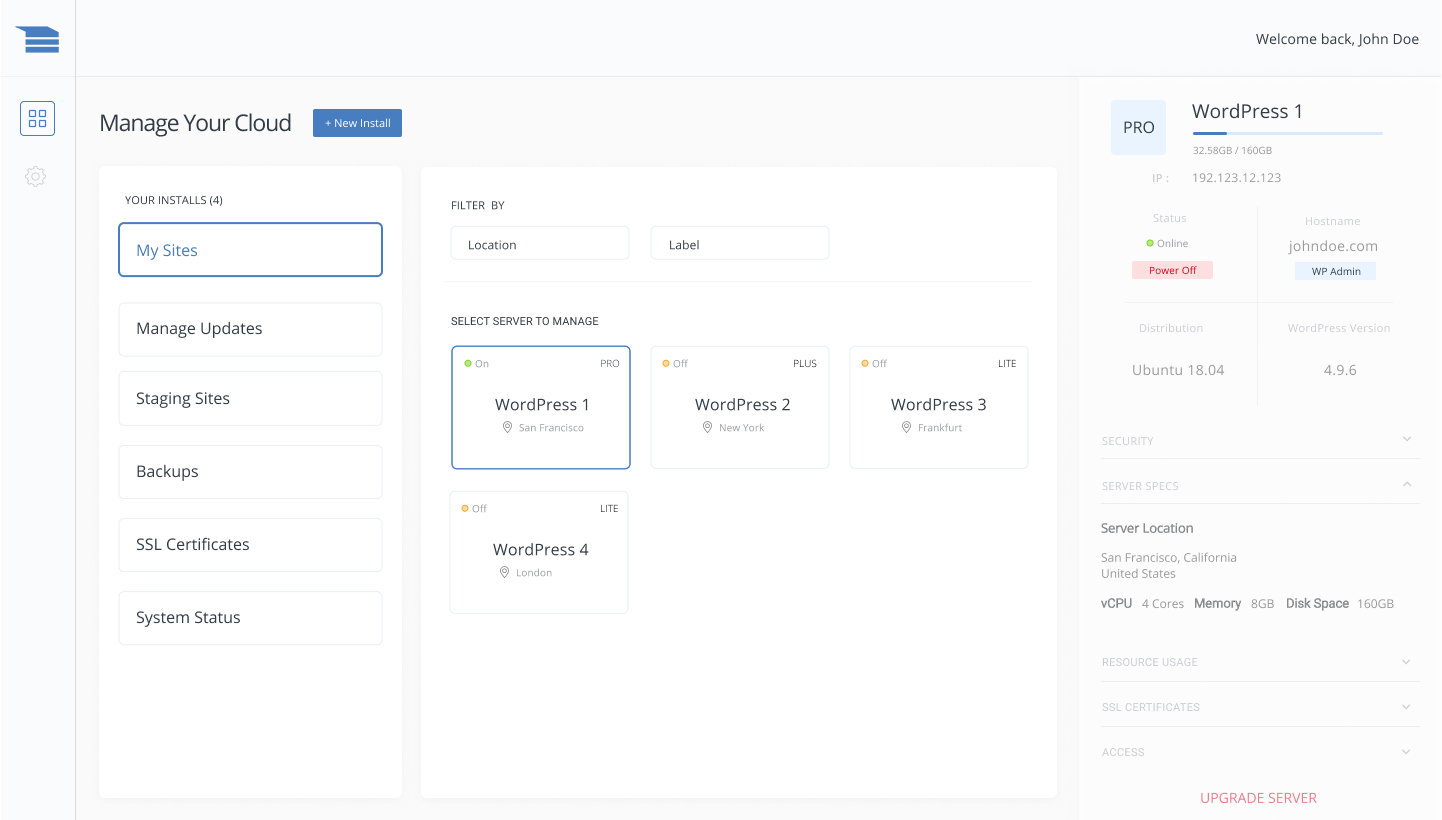 Welcome back, John Doe
Manage Your Cloud
+ New Install
YOUR INSTALLS (4)
My Sites
Manage Updates
Staging Sites
Backups
SSL Certificates
System Status
FILTER BY
Location
Label
SELECT SERVER TO MANAGE
On
PRO
WordPress 1
San Francisco
Off
PLUS
WordPress 2
New York
Off
LITE
WordPress 3
Frankfurt
Off
LITE
WordPress 4
London
PRO
WordPress 1
32.58GB / 160GB
IP : 192.123.12.123
Status
Online
Power Off
Hostname
johndoe.com
WP Admin
Distribution
Ubuntu 18.04
WordPress Version
4.9.6
SECURITY
SERVER SPECS
Server Location
San Francisco, California
United States
vCPU 4 Cores Memory 8GB Disk Space 160GB
RESOURCE USAGE
SSL CERTIFICATES
ACCESS
UPGRADE SERVER